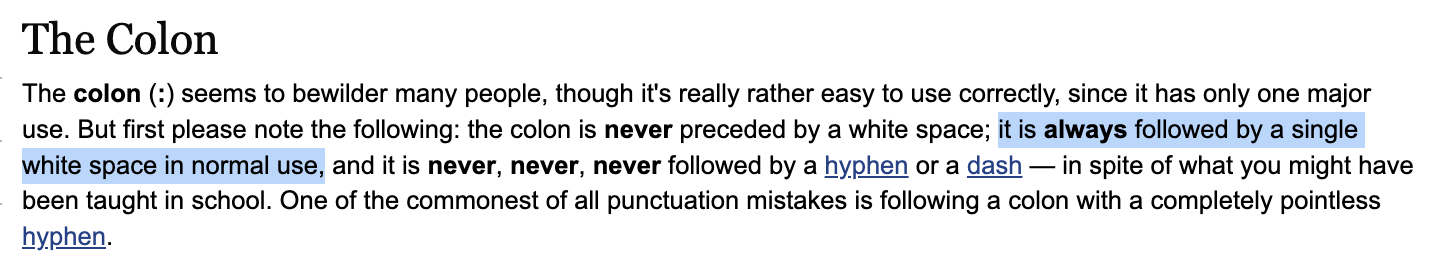 The Colon
The colon (:) seems to bewilder many people, though it's really rather easy to use correctly, since it has only one major
use. But first please note the following: the colon is never preceded by a white space; it is always followed by a single
white space in normal use, and it is never, never, never followed by a hyphen or a dash — in spite of what you might have
been taught in school. One of the commonest of all punctuation mistakes is following a colon with a completely pointless
hyphen.